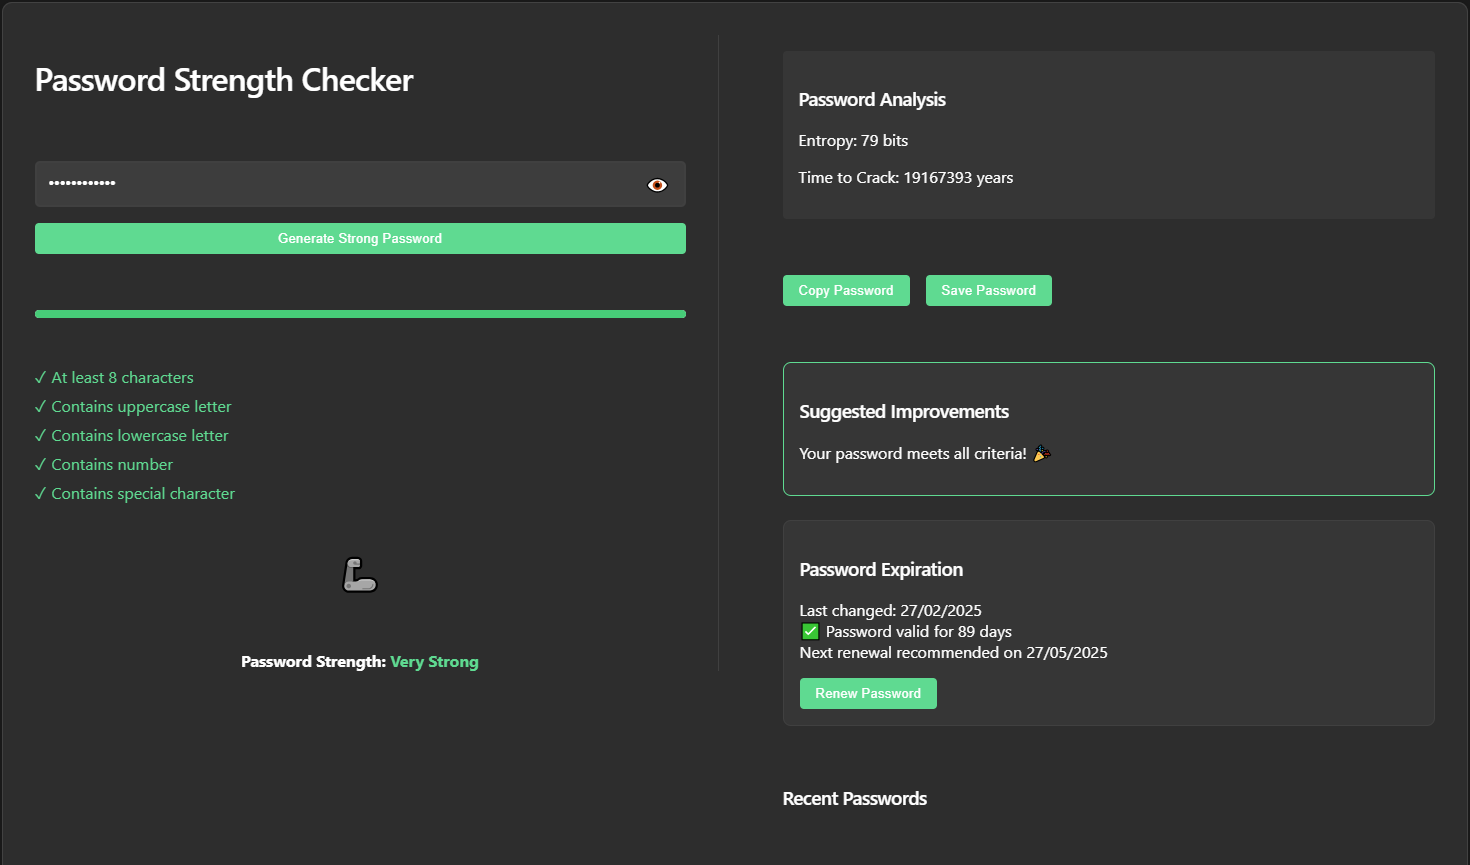 Password Strength Checker
••••••••••••
Generate Strong Password
✓ At least 8 characters
✓ Contains uppercase letter
✓ Contains lowercase letter
✓ Contains number
✓ Contains special character
Password Strength: Very Strong
Password Analysis
Entropy: 79 bits
Time to Crack: 19167393 years
Copy Password
Save Password
Suggested Improvements
Your password meets all criteria! 🎉
Password Expiration
Last changed: 27/02/2025
✅ Password valid for 89 days
Next renewal recommended on 27/05/2025
Renew Password
Recent Passwords